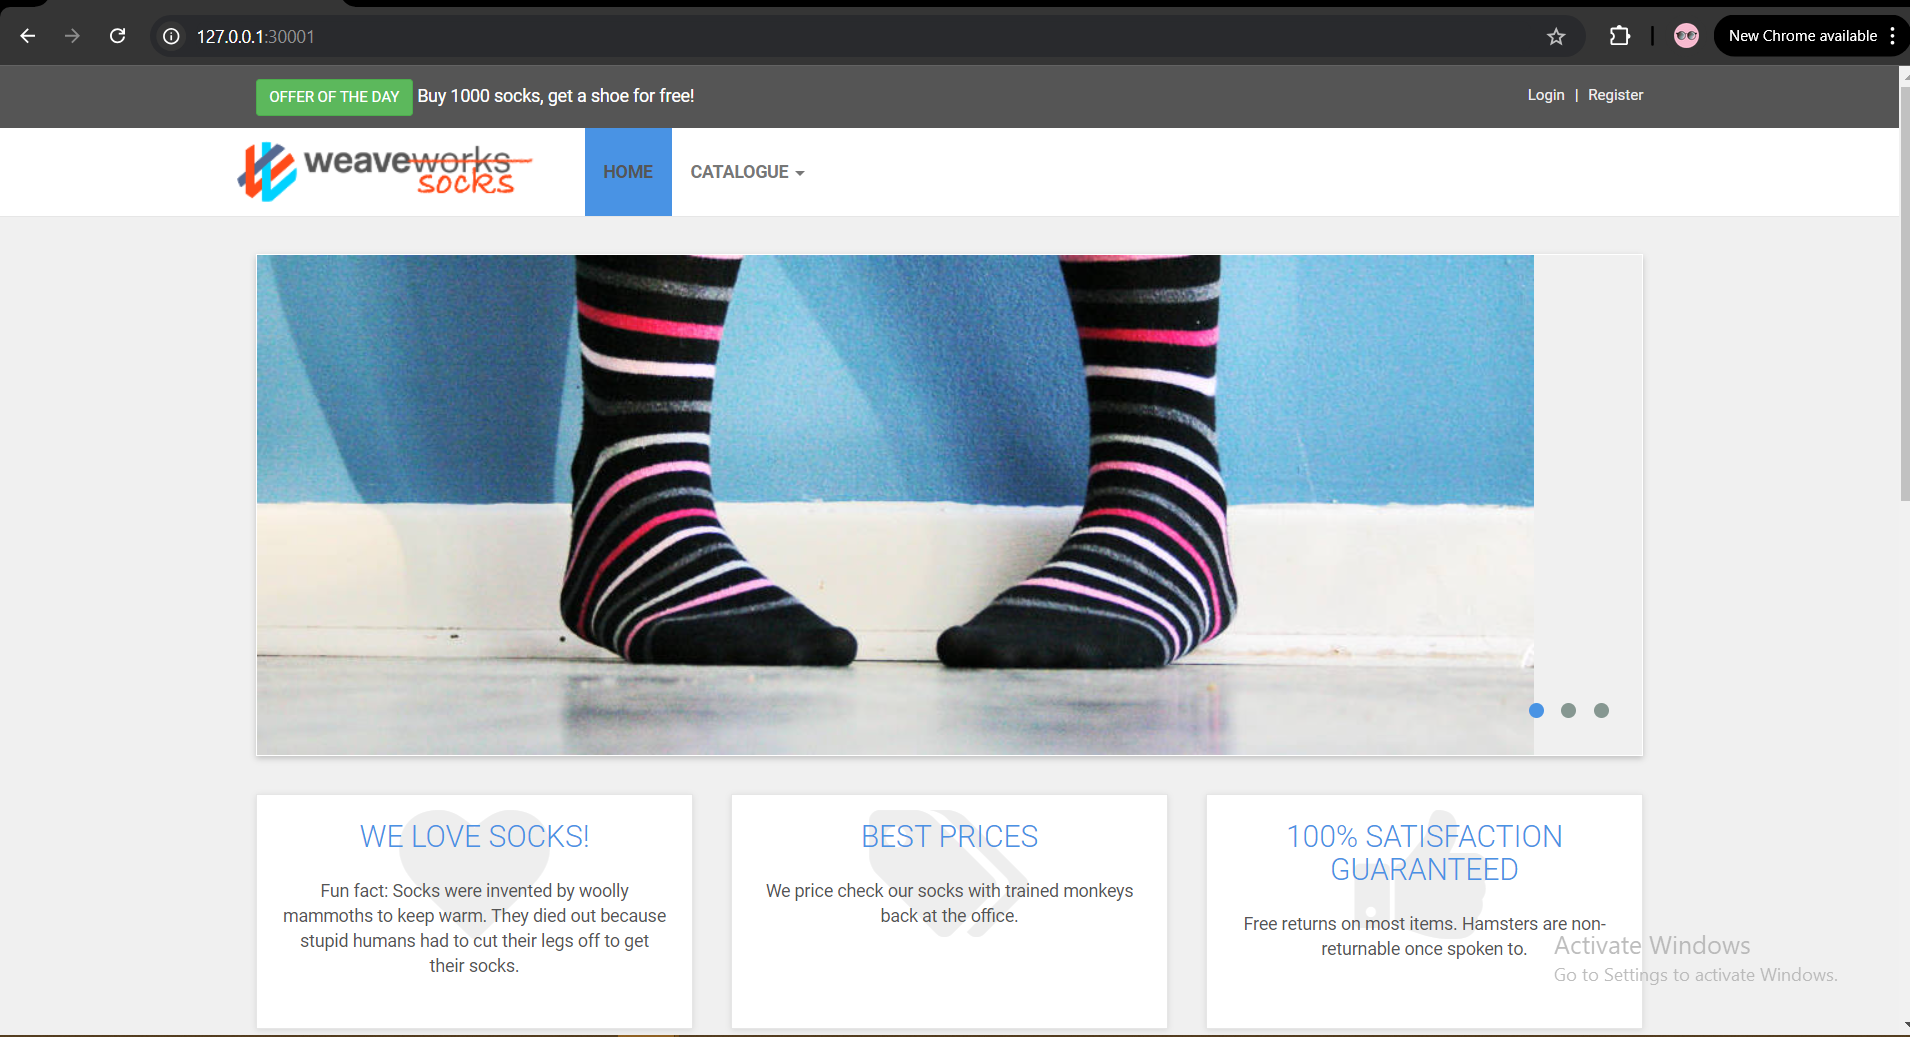 127.0.0.1:30001
New Chrome available
OFFER OF THE DAY Buy 1000 socks, get a shoe for free!
Login | Register
weaveworks
socks
HOME
CATALOGUE
WE LOVE SOCKS!
Fun fact: Socks were invented by woolly
mammoths to keep warm. They died out because
stupid humans had to cut their legs off to get
their socks.
BEST PRICES
We price check our socks with trained monkeys
back at the office.
100% SATISFACTION
GUARANTEED
Free returns on most items. Hamsters are non-
returnable once spoken to.
Activate Windows
Go to Settings to activate Windows.